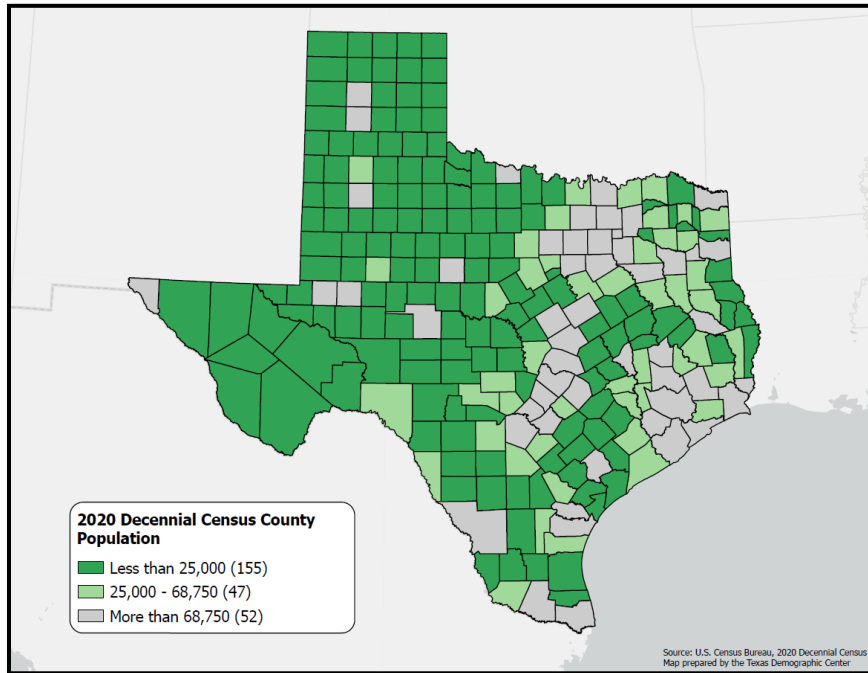 2020 Decennial Census County
Population
Less than 25,000 (155)
25,000 - 68,750 (47)
More than 68,750 (52)
Source: U.S. Census Bureau, 2020 Decennial Census
Map prepared by the Texas Demographic Center